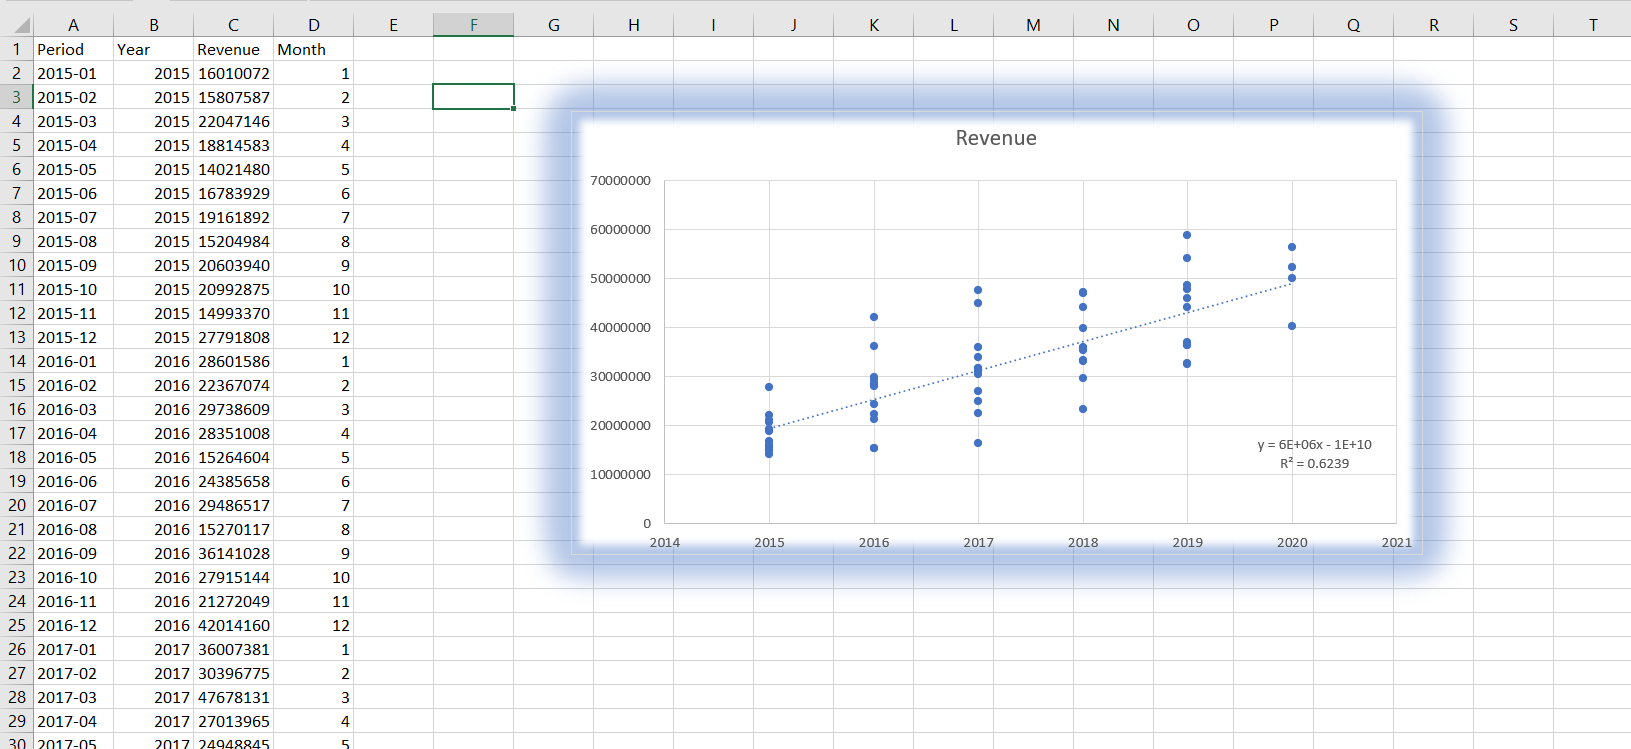 A B C D E F G H I J K L M N O P Q R S T
1 Period Year Revenue Month
2 2015-01 2015 16010072 1
3 2015-02 2015 15807587 2
4 2015-03 2015 22047146 3
5 2015-04 2015 18814583 4
6 2015-05 2015 14021480 5
7 2015-06 2015 16783929 6
8 2015-07 2015 19161892 7
9 2015-08 2015 15204984 8
10 2015-09 2015 20603940 9
11 2015-10 2015 20992875 10
12 2015-11 2015 14993370 11
13 2015-12 2015 27791808 12
14 2016-01 2016 28601586 1
15 2016-02 2016 22367074 2
16 2016-03 2016 29738609 3
17 2016-04 2016 28351008 4
18 2016-05 2016 15264604 5
19 2016-06 2016 24385658 6
20 2016-07 2016 29486517 7
21 2016-08 2016 15270117 8
22 2016-09 2016 36141028 9
23 2016-10 2016 27915144 10
24 2016-11 2016 21272049 11
25 2016-12 2016 42014160 12
26 2017-01 2017 36007381 1
27 2017-02 2017 30396775 2
28 2017-03 2017 47678131 3
29 2017-04 2017 27013965 4
30 2017-05 2017 24948845 5
Revenue
70000000
60000000
50000000
40000000
30000000
20000000
10000000
0
y = 6E+06x - 1E+10
R² = 0.6239
2014 2015 2016 2017 2018 2019 2020 2021